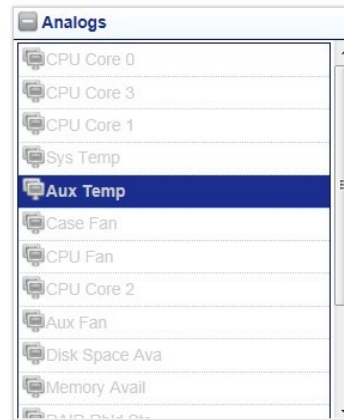 Analogs
CPU Core 0
CPU Core 3
CPU Core 1
Sys Temp
Aux Temp
Case Fan
CPU Fan
CPU Core 2
Aux Fan
Disk Space Ava
Memory Avail